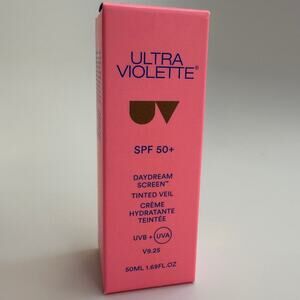 ULTRA
VIOLETTE®
UV
SPF 50+
DAYDREAM
SCREEN™
TINTED VEIL
CRÈME
HYDRATANTE
TEINTÉE
UVB + UVA
V9.25
50ML 1.69FL.OZ